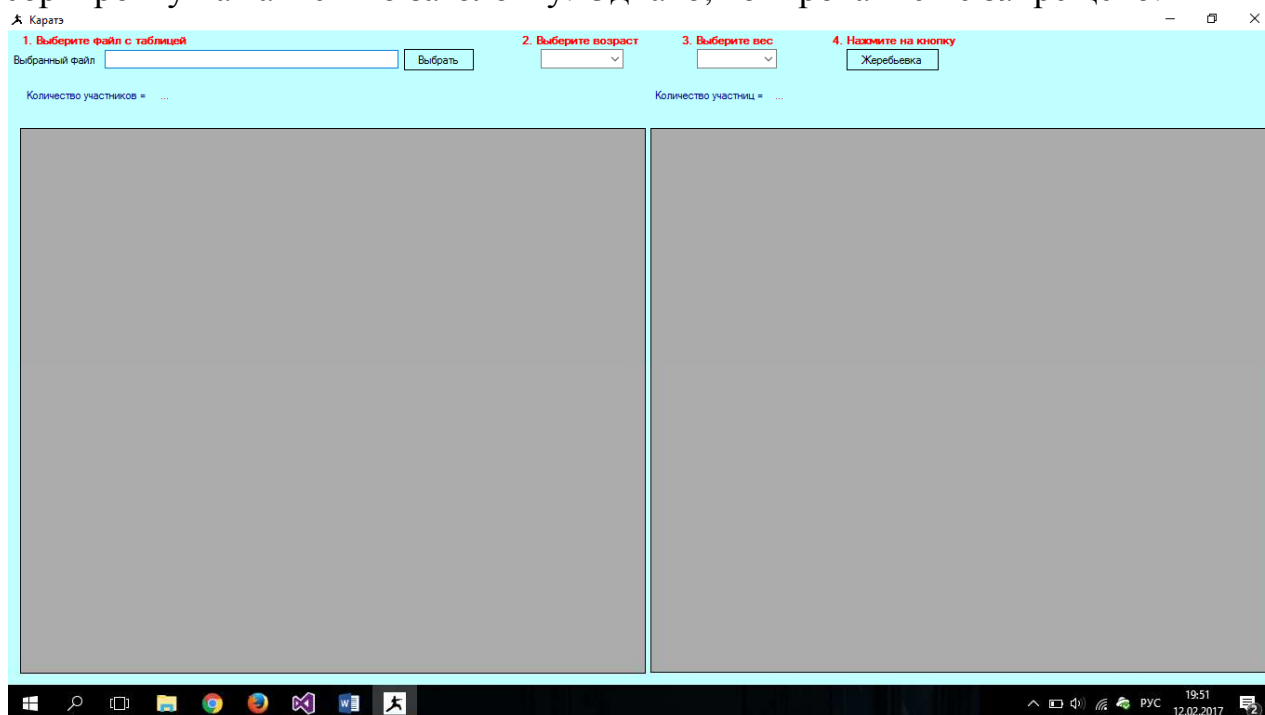 Каратэ
1. Выберите файл с таблицей
2. Выберите возраст
3. Выберите вес
4. Нажмите на кнопку
Выбранный файл
Выбрать
Жеребьевка
Количество участников = ...
Количество участниц = ...
РУС
19:51
12.02.2017
2